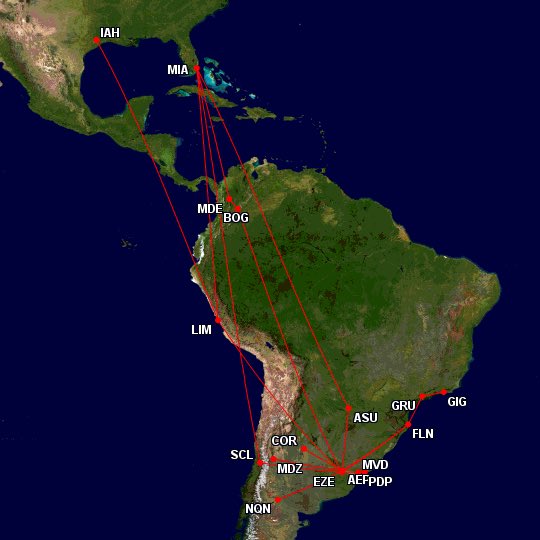 IAH
MIA
MDE
BOG
LIM
ASU
GRU
GIG
FLN
COR
SCL
MDZ
MVD
EZE
AEP
PDP
NQN